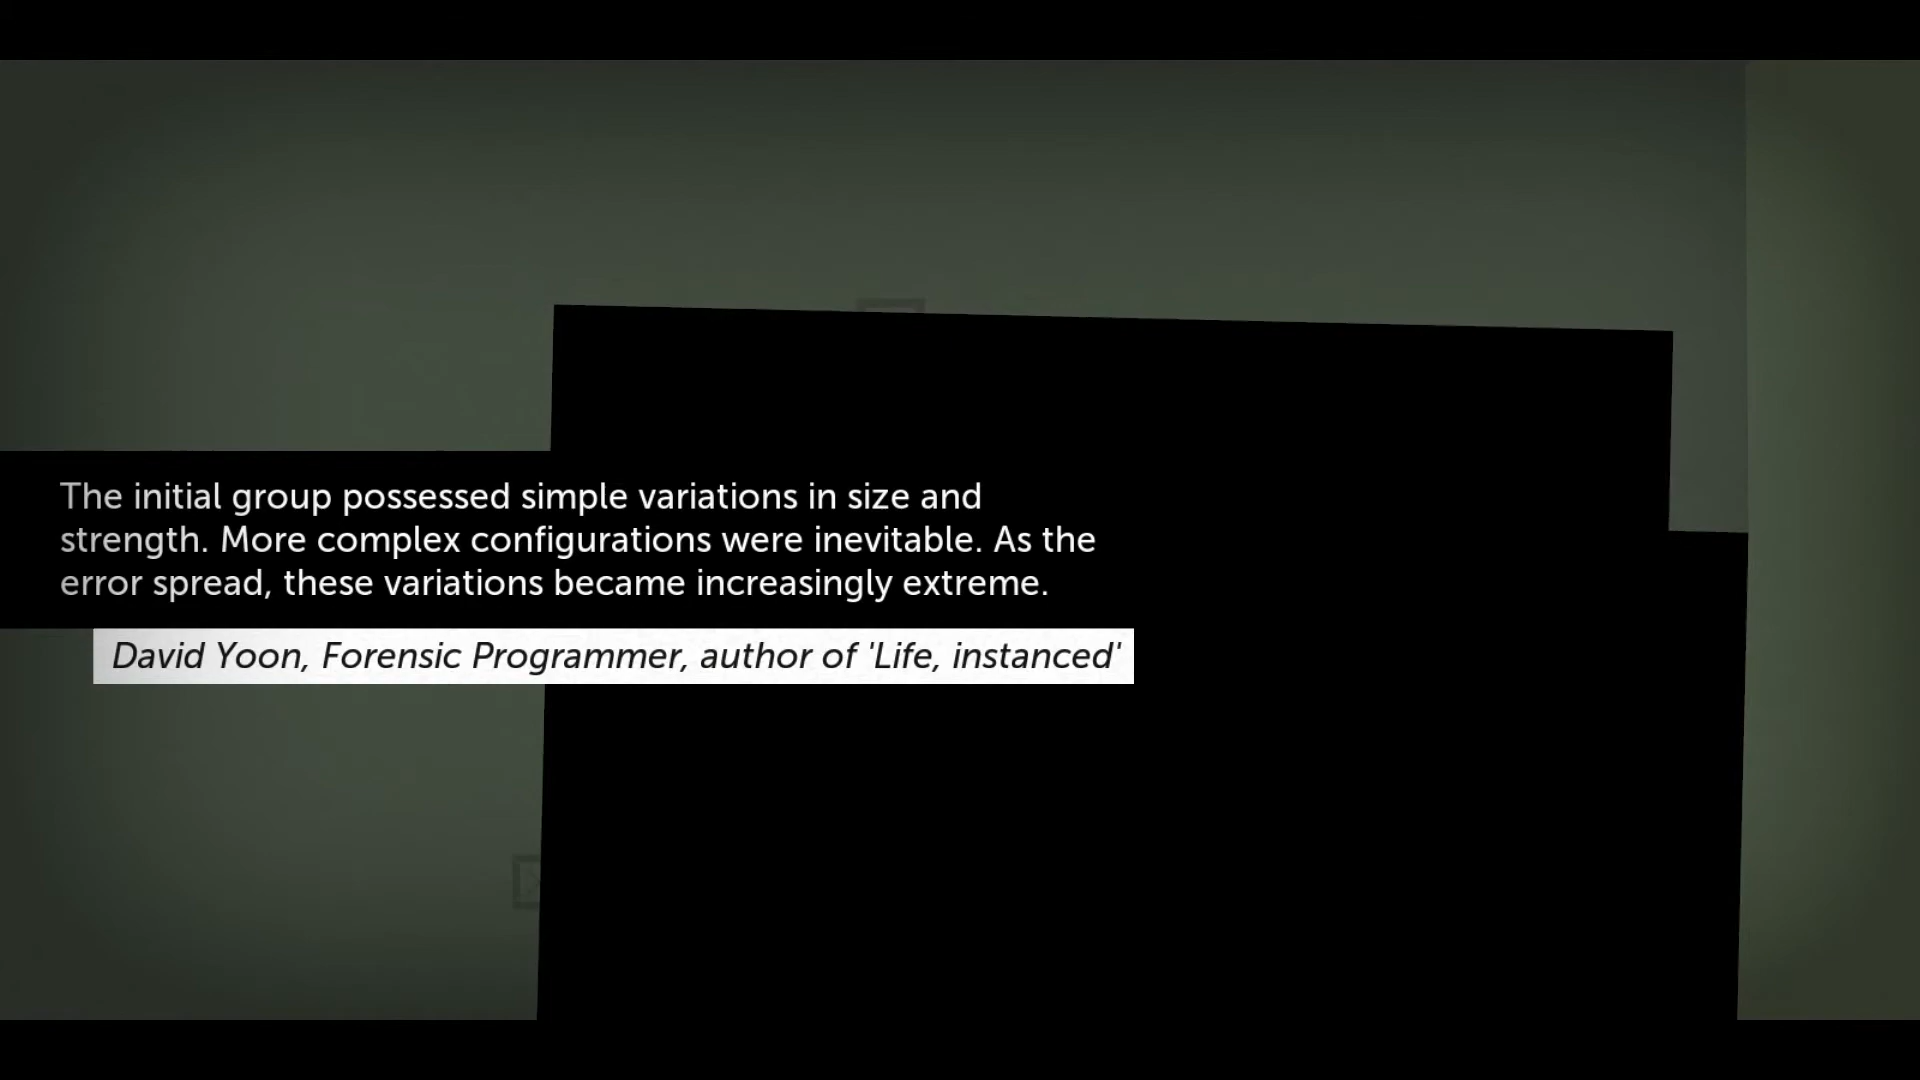 The initial group possessed simple variations in size and
strength. More complex configurations were inevitable. As the
error spread, these variations became increasingly extreme.
David Yoon, Forensic Programmer, author of 'Life, instanced'